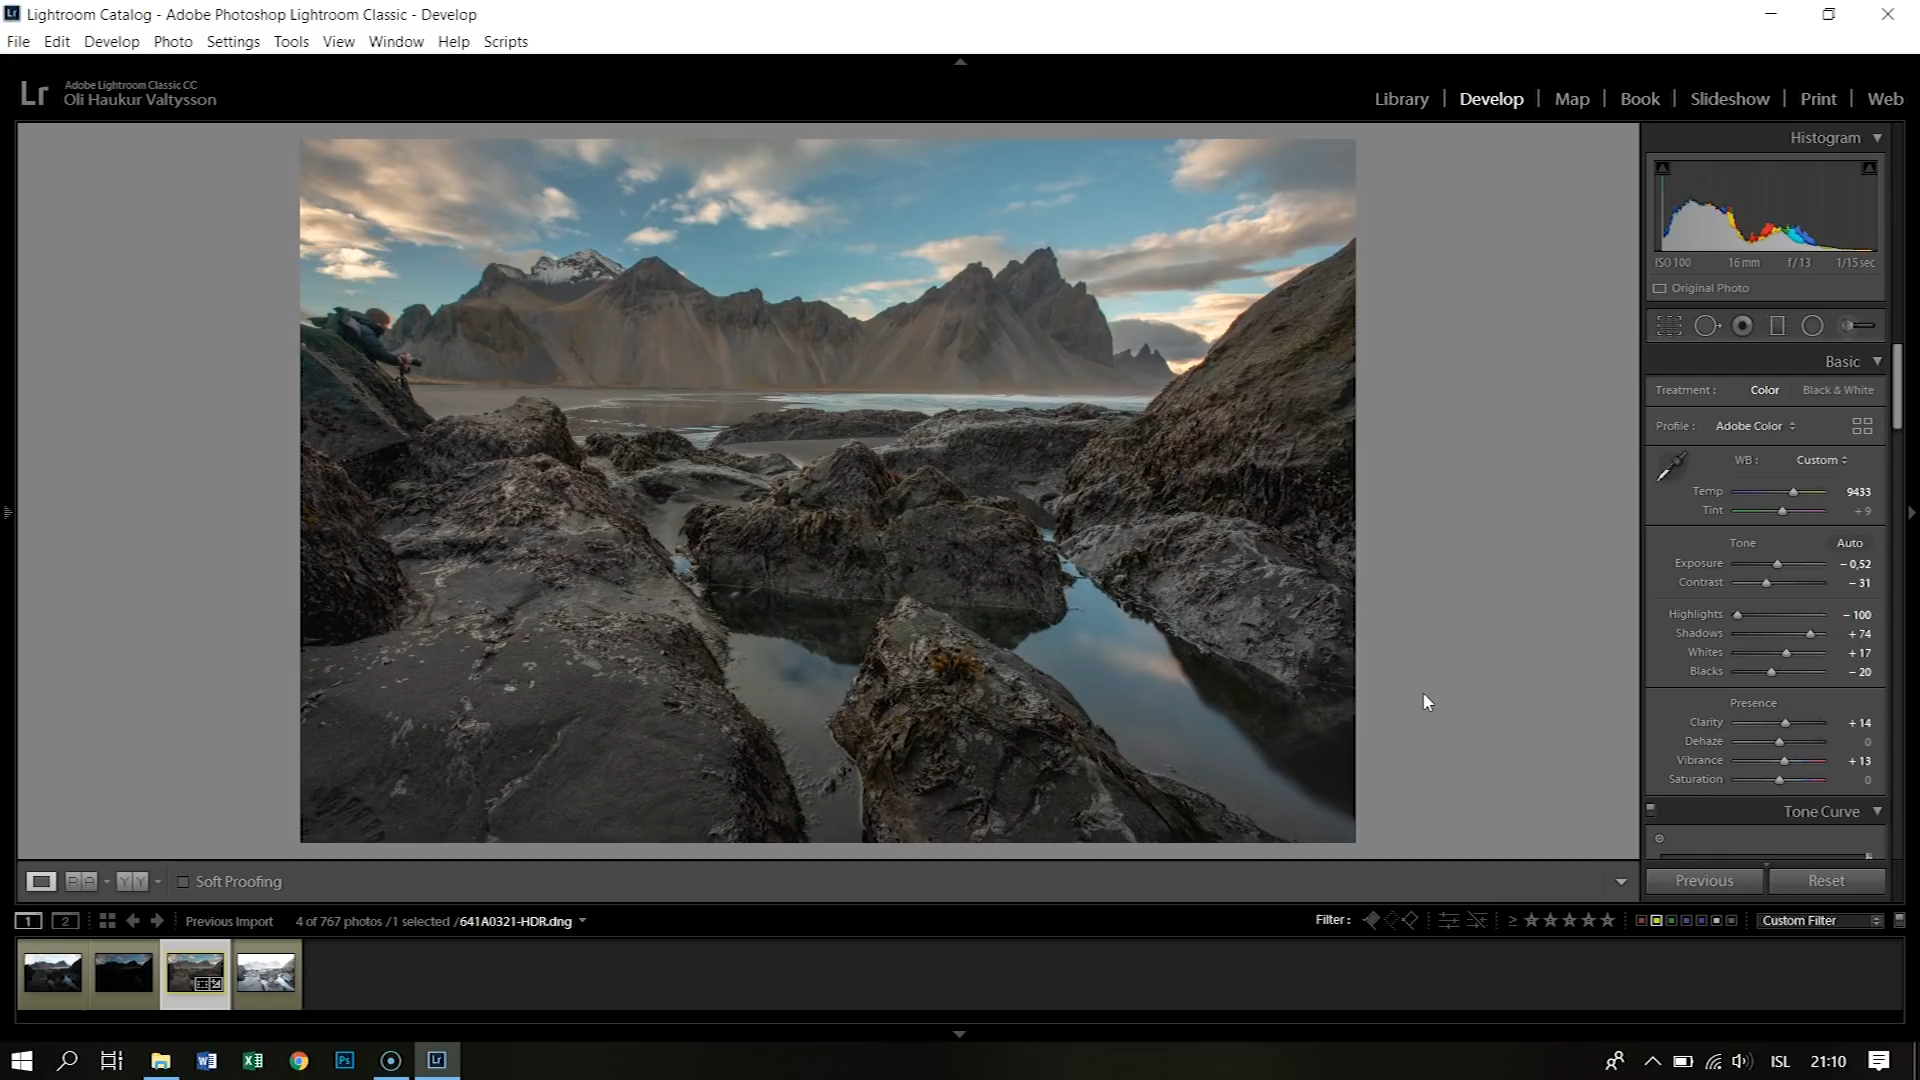 Lr Lightroom Catalog - Adobe Photoshop Lightroom Classic - Develop
File Edit Develop Photo Settings Tools View Window Help Scripts
Lr Adobe Lightroom Classic CC
Oli Haukur Valtysson
Library | Develop | Map | Book | Slideshow | Print | Web
Histogram
ISO 100 16 mm f / 13 1/15 sec
Original Photo
Basic
Treatment : Color Black & White
Profile : Adobe Color
WB : Custom
Temp 9433
Tint + 9
Tone Auto
Exposure − 0,52
Contrast − 31
Highlights − 100
Shadows + 74
Whites + 17
Blacks − 20
Presence
Clarity + 14
Dehaze 0
Vibrance + 13
Saturation 0
Tone Curve
R A Y Y Soft Proofing
Previous Reset
1 2 Previous Import 4 of 767 photos / 1 selected / 641A0321-HDR.dng
Filter : ≥ Custom Filter
Ps Lr ISL 21:10